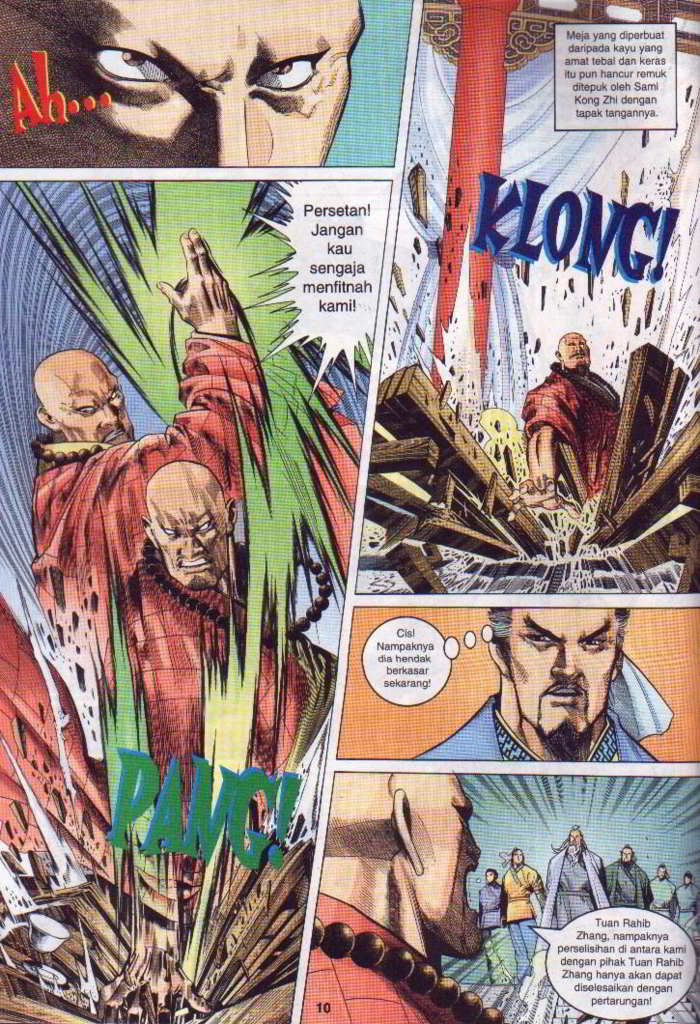 Ah...
Persetan!
Jangan
kau
sengaja
menfitnah
kami!
PANG!
Meja yang diperbuat
daripada kayu yang
amat tebal dan keras
itu pun hancur remuk
ditepuk oleh Sami
Kong Zhi dengan
tapak tangannya.
KLONG!
Cis!
Nampaknya
dia hendak
berkasar
sekarang!
Tuan Rahib
Zhang, nampaknya
perselisihan di antara kami
dengan pihak Tuan Rahib
Zhang hanya akan dapat
diselesaikan dengan
pertarungan!
10